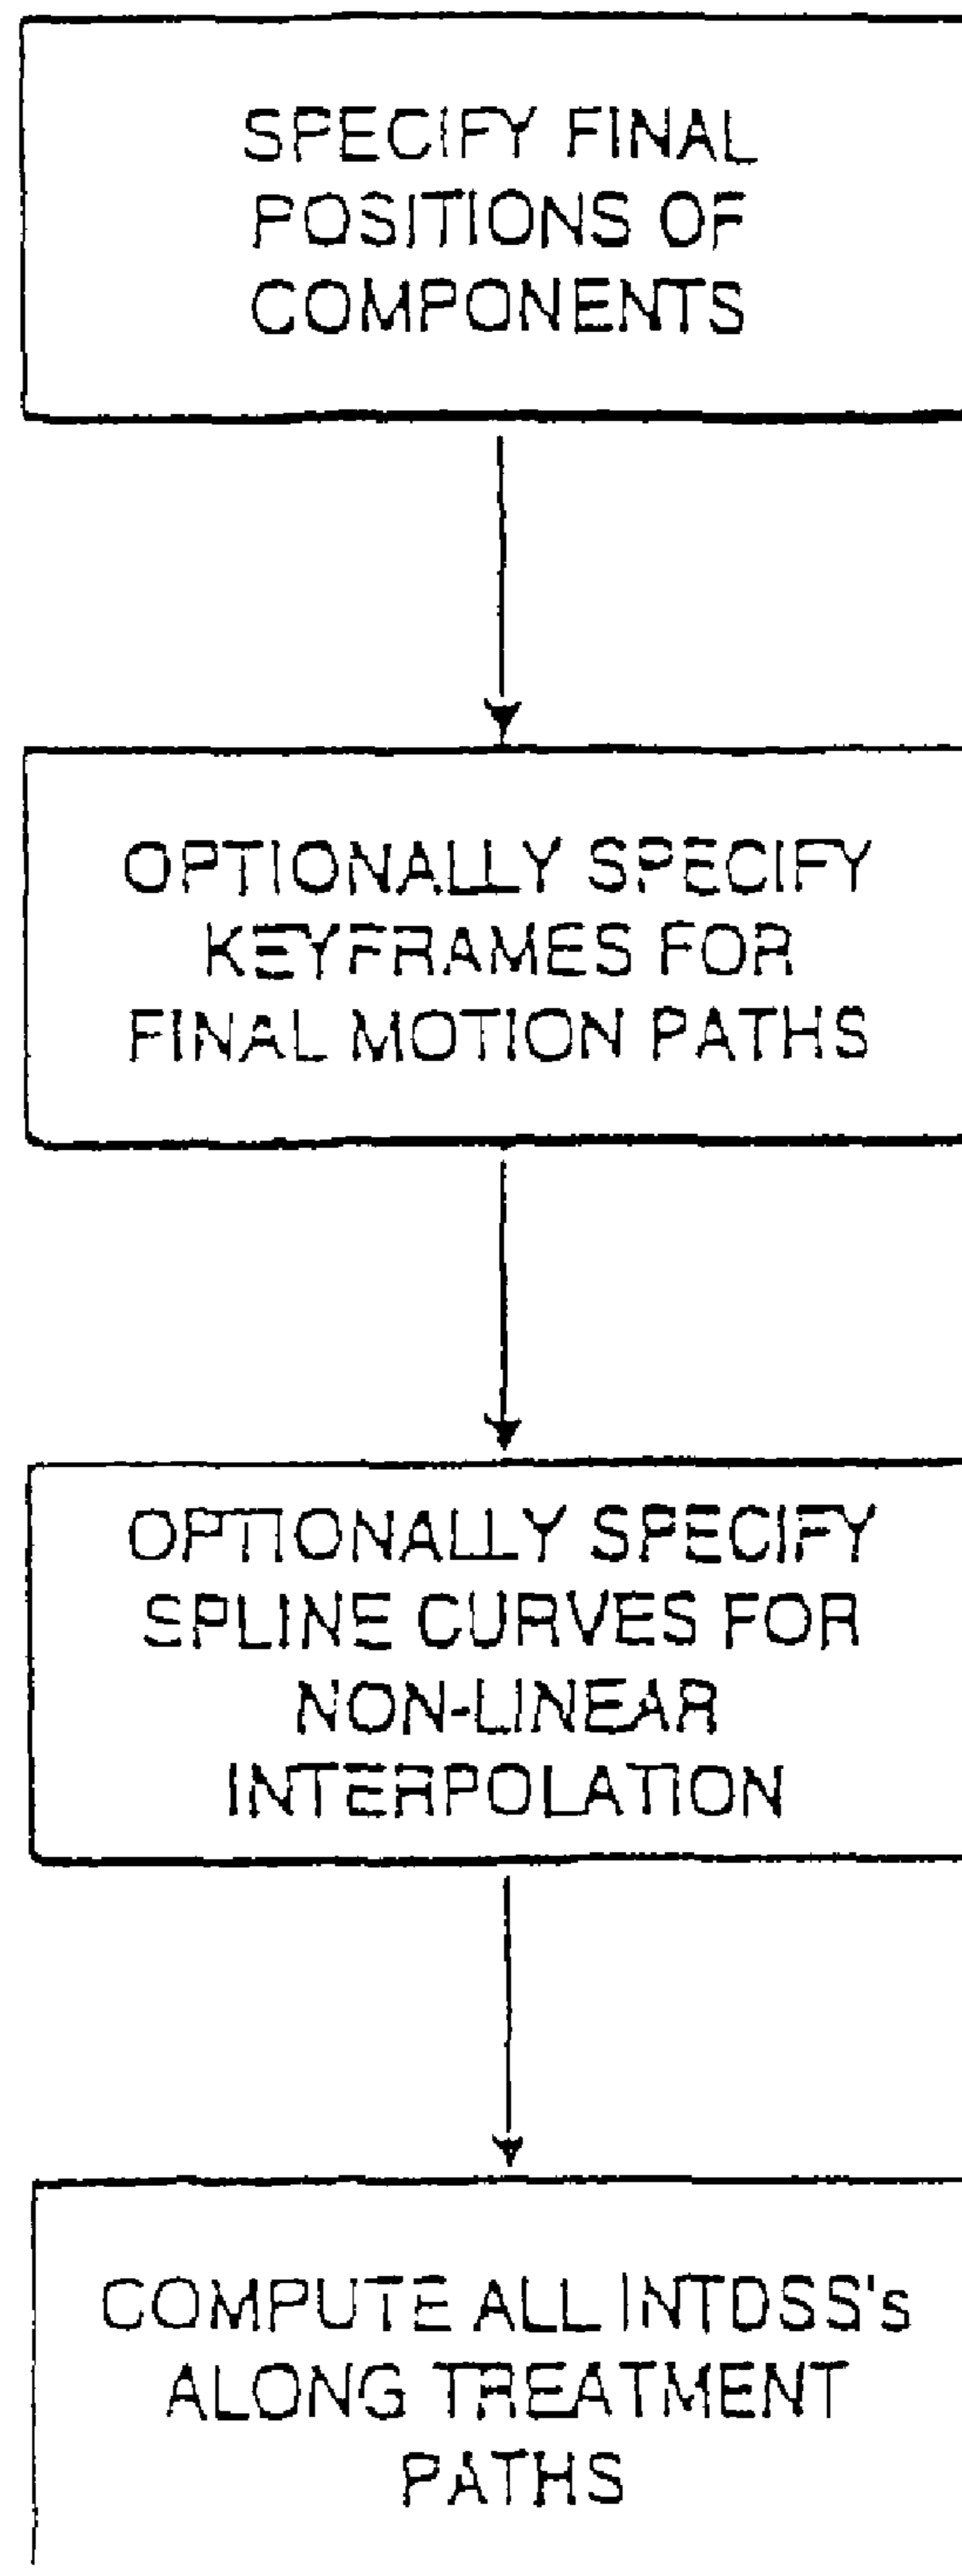 SPECIFY FINAL
POSITIONS OF
COMPONENTS
OPTIONALLY SPECIFY
KEYFRAMES FOR
FINAL MOTION PATHS
OPTIONALLY SPECIFY
SPLINE CURVES FOR
NON-LINEAR
INTERPOLATION
COMPUTE ALL INTDSS's
ALONG TREATMENT
PATHS